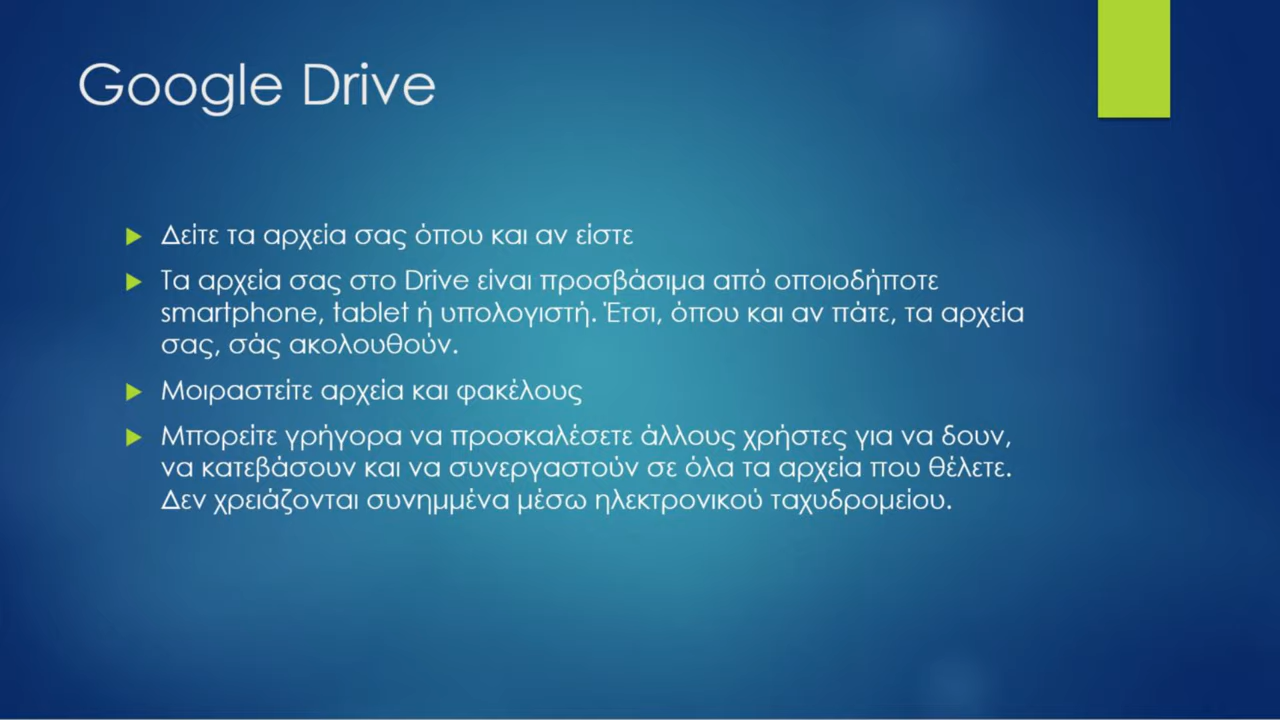 Google Drive
Δείτε τα αρχεία σας όπου και αν είστε
Τα αρχεία σας στο Drive είναι προσβάσιμα από οποιοδήποτε
smartphone, tablet ή υπολογιστή. Έτσι, όπου και αν πάτε, τα αρχεία
σας, σάς ακολουθούν.
Μοιραστείτε αρχεία και φακέλους
Μπορείτε γρήγορα να προσκαλέσετε άλλους χρήστες για να δουν,
να κατεβάσουν και να συνεργαστούν σε όλα τα αρχεία που θέλετε.
Δεν χρειάζονται συνημμένα μέσω ηλεκτρονικού ταχυδρομείου.